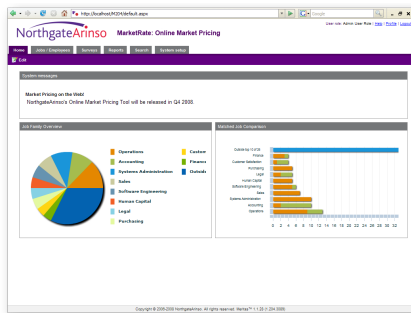 http://localhost/N204/default.aspx
Google
User role: Admin User Role | Help | Profile | Logout
NorthgateArinso MarketRate: Online Market Pricing
Home Jobs / Employees Surveys Reports Search System setup
Edit
System messages
Market Pricing on the Web!
NorthgateArinso's Online Market Pricing Tool will be released in Q4 2008.
Job Family Overview
Operations
Accounting
Systems Administration
Sales
Software Engineering
Human Capital
Legal
Purchasing
Custom
Finance
Outside
Matched Job Comparison
Outside top 10 of 28
Finance
Customer Satisfaction
Purchasing
Legal
Human Capital
Software Engineering
Sales
Systems Administration
Accounting
Operations
0 2 4 6 8 10 12 14 16 18 20 22 24 26 28 30 32
Copyright © 2006-2008 NorthgateArinso. All rights reserved.